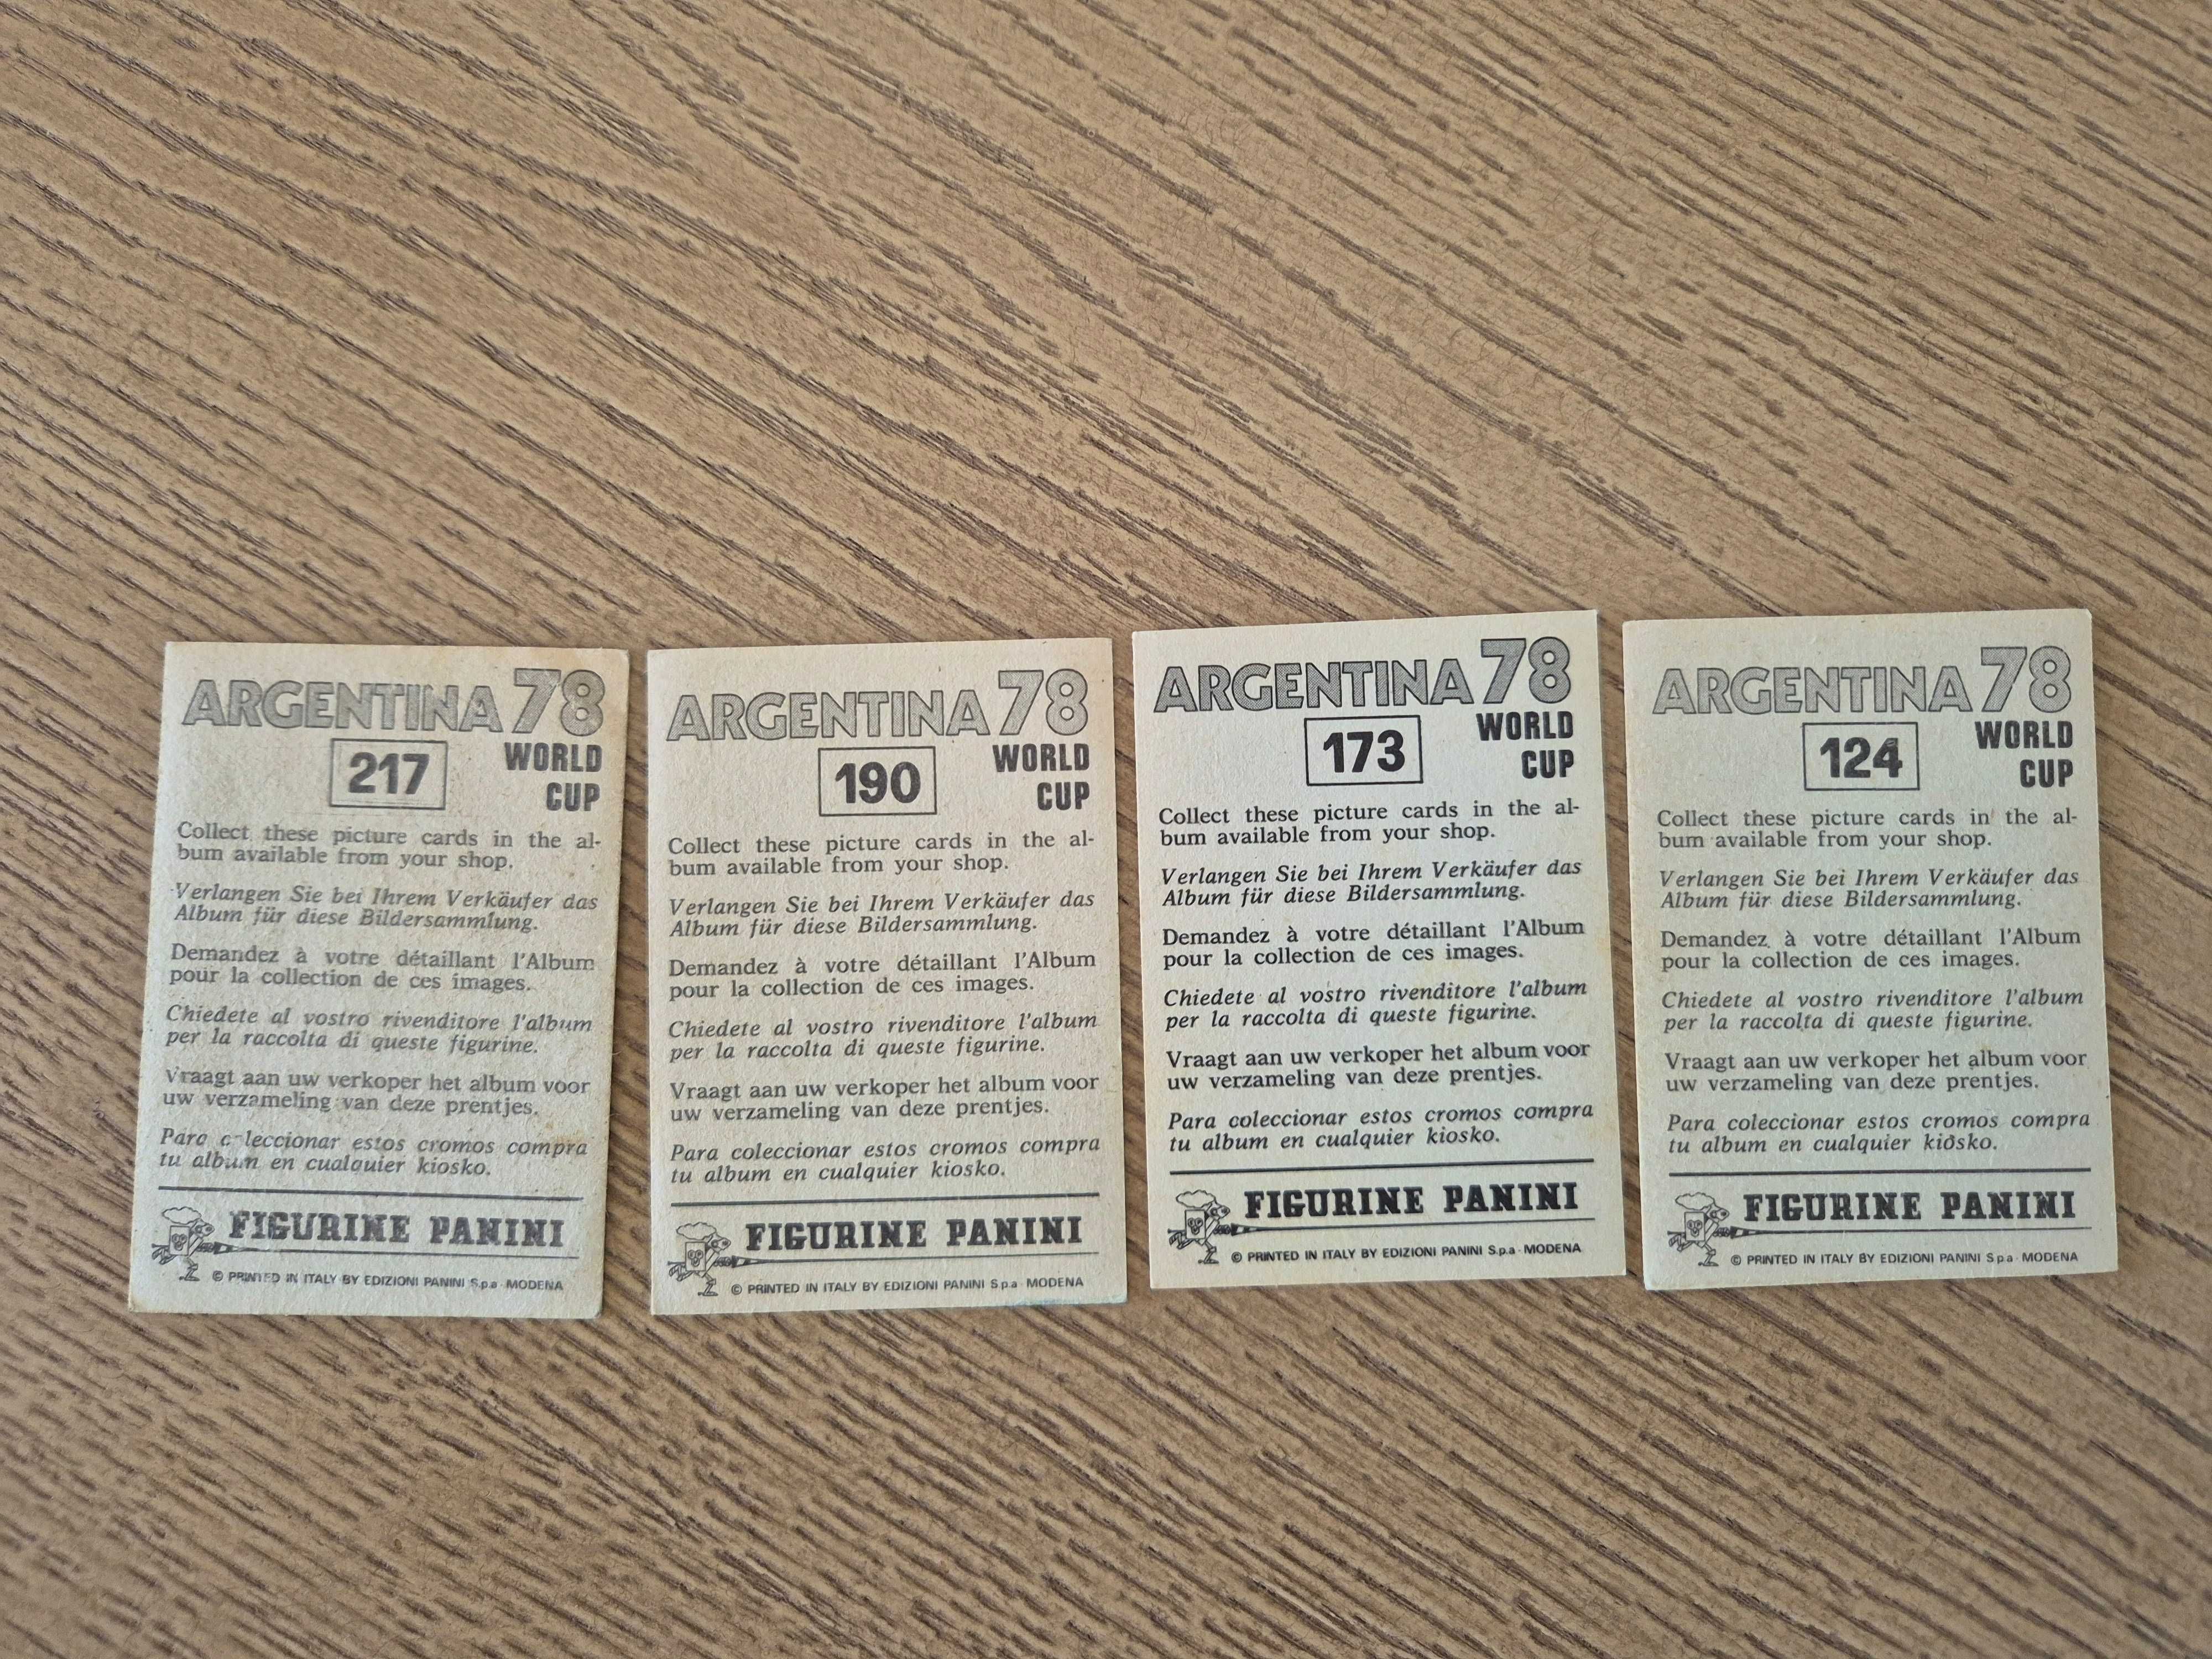 ARGENTINA 78
217
WORLD
CUP
Collect these picture cards in the al-
bum available from your shop.
Verlangen Sie bei Ihrem Verkäufer das
Album für diese Bildersammlung.
Demandez à votre détaillant l'Album
pour la collection de ces images.
Chiedete al vostro rivenditore l'album
per la raccolta di queste figurine.
Vraagt aan uw verkoper het album voor
uw verzameling van deze prentjes.
Para coleccionar estos cromos compra
tu album en cualquier kiosko.
FIGURINE PANINI
© PRINTED IN ITALY BY EDIZIONI PANINI S.p.a. MODENA
ARGENTINA 78
190
WORLD
CUP
Collect these picture cards in the al-
bum available from your shop.
Verlangen Sie bei Ihrem Verkäufer das
Album für diese Bildersammlung.
Demandez à votre détaillant l'Album
pour la collection de ces images.
Chiedete al vostro rivenditore l'album
per la raccolta di queste figurine.
Vraagt aan uw verkoper het album voor
uw verzameling van deze prentjes.
Para coleccionar estos cromos compra
tu album en cualquier kiosko.
FIGURINE PANINI
© PRINTED IN ITALY BY EDIZIONI PANINI S.p.a. MODENA
ARGENTINA 78
173
WORLD
CUP
Collect these picture cards in the al-
bum available from your shop.
Verlangen Sie bei Ihrem Verkäufer das
Album für diese Bildersammlung.
Demandez à votre détaillant l'Album
pour la collection de ces images.
Chiedete al vostro rivenditore l'album
per la raccolta di queste figurine.
Vraagt aan uw verkoper het album voor
uw verzameling van deze prentjes.
Para coleccionar estos cromos compra
tu album en cualquier kiosko.
FIGURINE PANINI
© PRINTED IN ITALY BY EDIZIONI PANINI S.p.a. MODENA
ARGENTINA 78
124
WORLD
CUP
Collect these picture cards in the al-
bum available from your shop.
Verlangen Sie bei Ihrem Verkäufer das
Album für diese Bildersammlung.
Demandez à votre détaillant l'Album
pour la collection de ces images.
Chiedete al vostro rivenditore l'album
per la raccolta di queste figurine.
Vraagt aan uw verkoper het album voor
uw verzameling van deze prentjes.
Para coleccionar estos cromos compra
tu album en cualquier kiosko.
FIGURINE PANINI
© PRINTED IN ITALY BY EDIZIONI PANINI S.p.a. MODENA